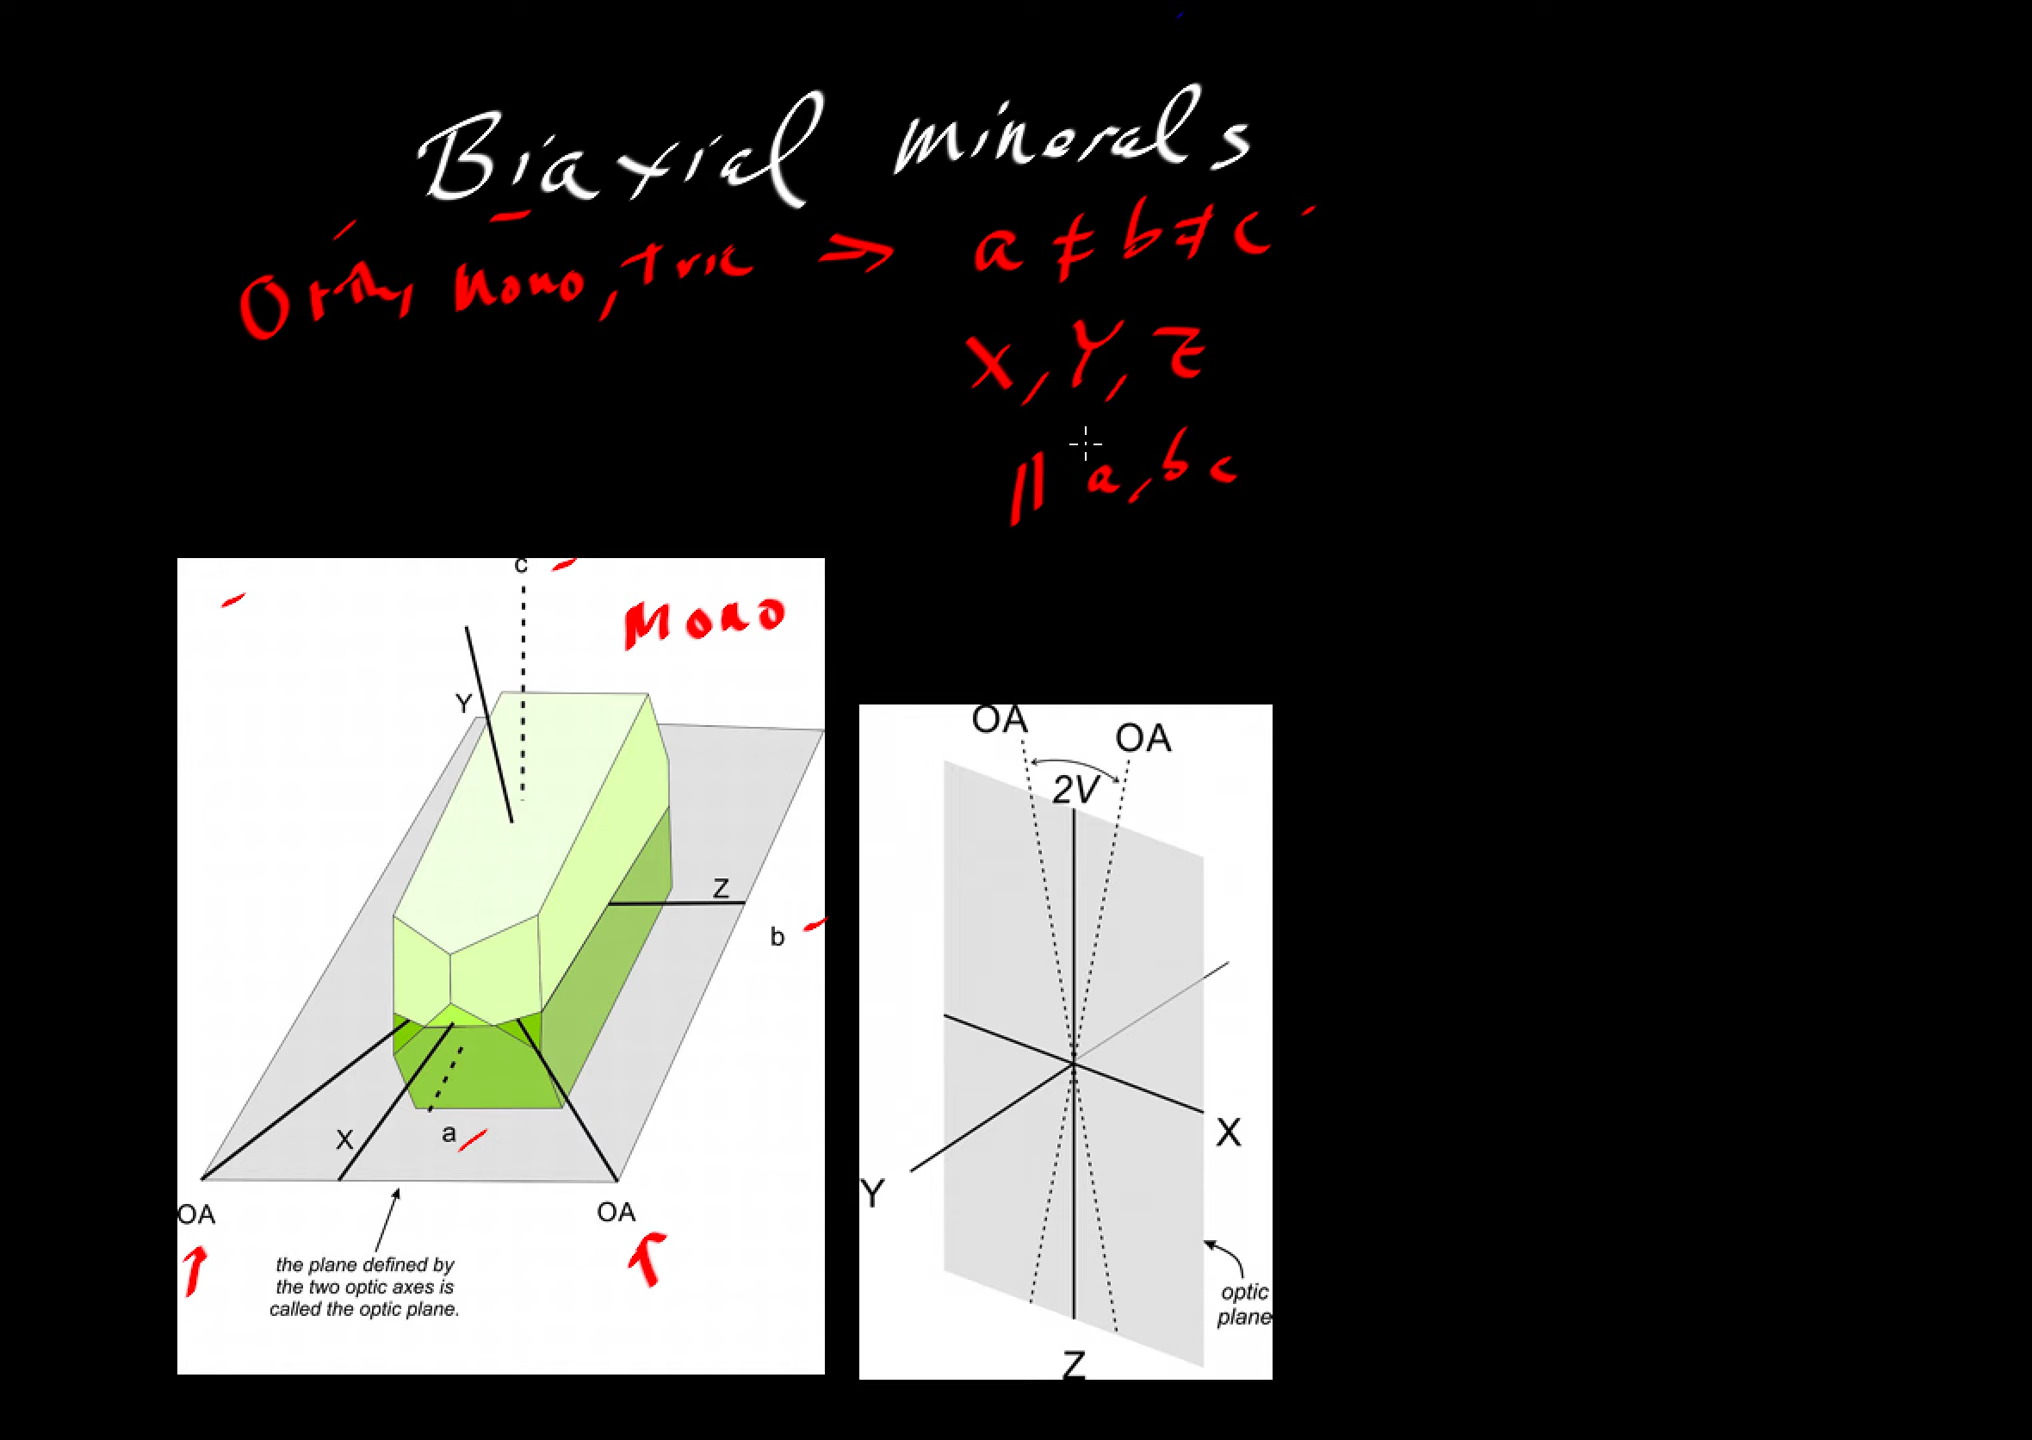 Biaxial minerals
Orth, Mono, tric ⇒ a ≠ b ≠ c
X, Y, Z
|| a, b c
c
Mono
Y
Z
b
X
a
OA
OA
the plane defined by
the two optic axes is
called the optic plane.
OA
OA
2V
X
Y
optic
plane
Z